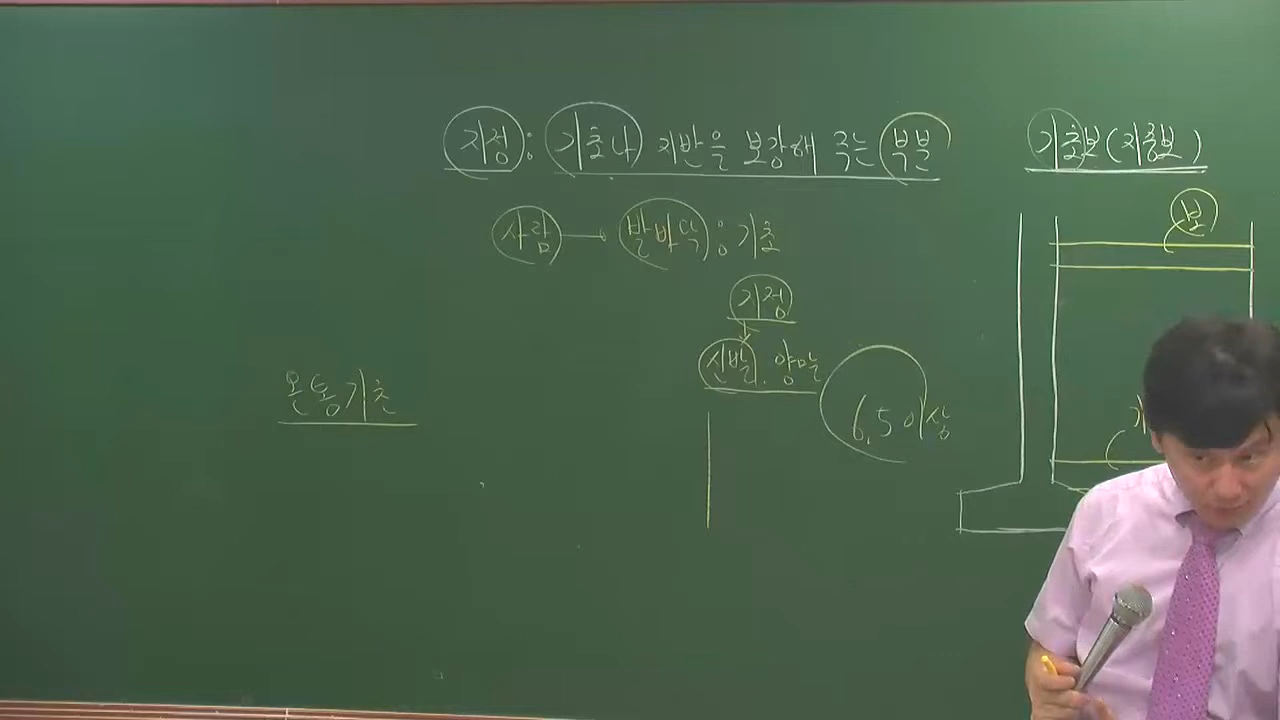 지정: 기초나 지반을 보강해 주는 부분
기초보(지중보)
사람 → 발바닥: 기초
보
지정
↓
신발, 양말
온통기초
6.5 이상